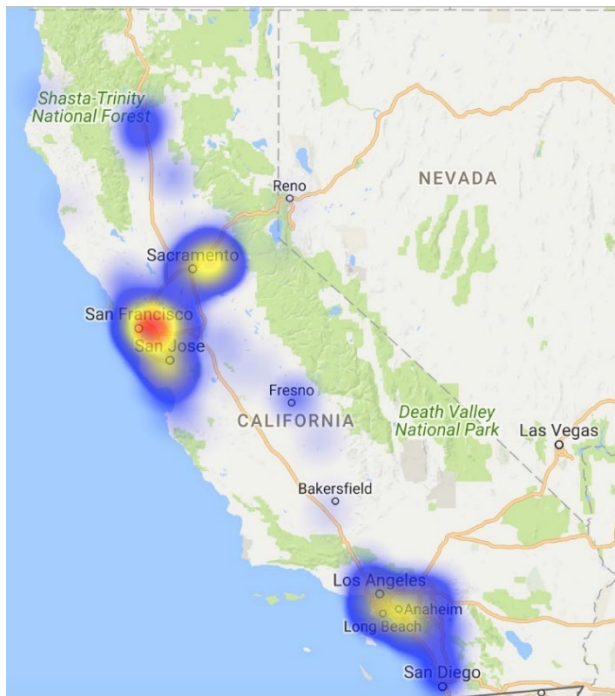 Shasta-Trinity
National Forest
Reno
NEVADA
Sacramento
San Francisco
San Jose
Fresno
CALIFORNIA
Death Valley
National Park
Las Vegas
Bakersfield
Los Angeles
Anaheim
Long Beach
San Diego